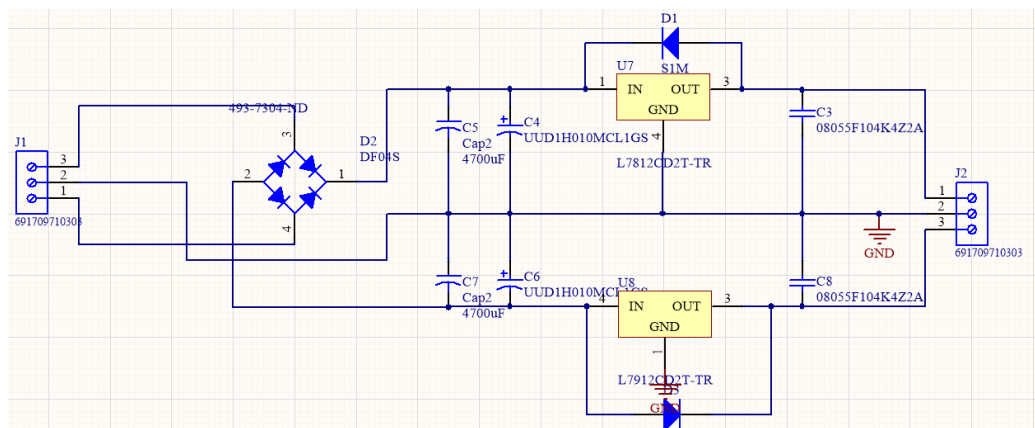 D1
S1M
U7
1
IN
OUT
3
GND
4
L7812CD2T-TR
493-7304-ND
3
D2
DF04S
2
1
4
J1
3
2
1
691709710303
C5
Cap2
4700uF
C4
UUD1H010MCL1GS
C3
08055F104K4Z2A
J2
1
2
3
691709710303
GND
C7
Cap2
4700uF
C6
UUD1H010MCL1GS
C8
08055F104K4Z2A
U8
4
IN
OUT
3
GND
1
L7912CD2T-TR
GND